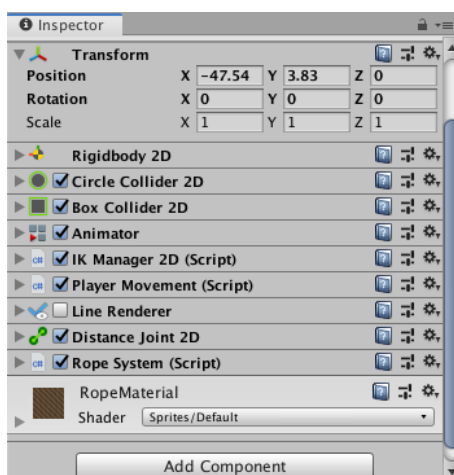 Inspector
Transform
Position X -47.54 Y 3.83 Z 0
Rotation X 0 Y 0 Z 0
Scale X 1 Y 1 Z 1
Rigidbody 2D
Circle Collider 2D
Box Collider 2D
Animator
IK Manager 2D (Script)
Player Movement (Script)
Line Renderer
Distance Joint 2D
Rope System (Script)
RopeMaterial
Shader Sprites/Default
Add Component